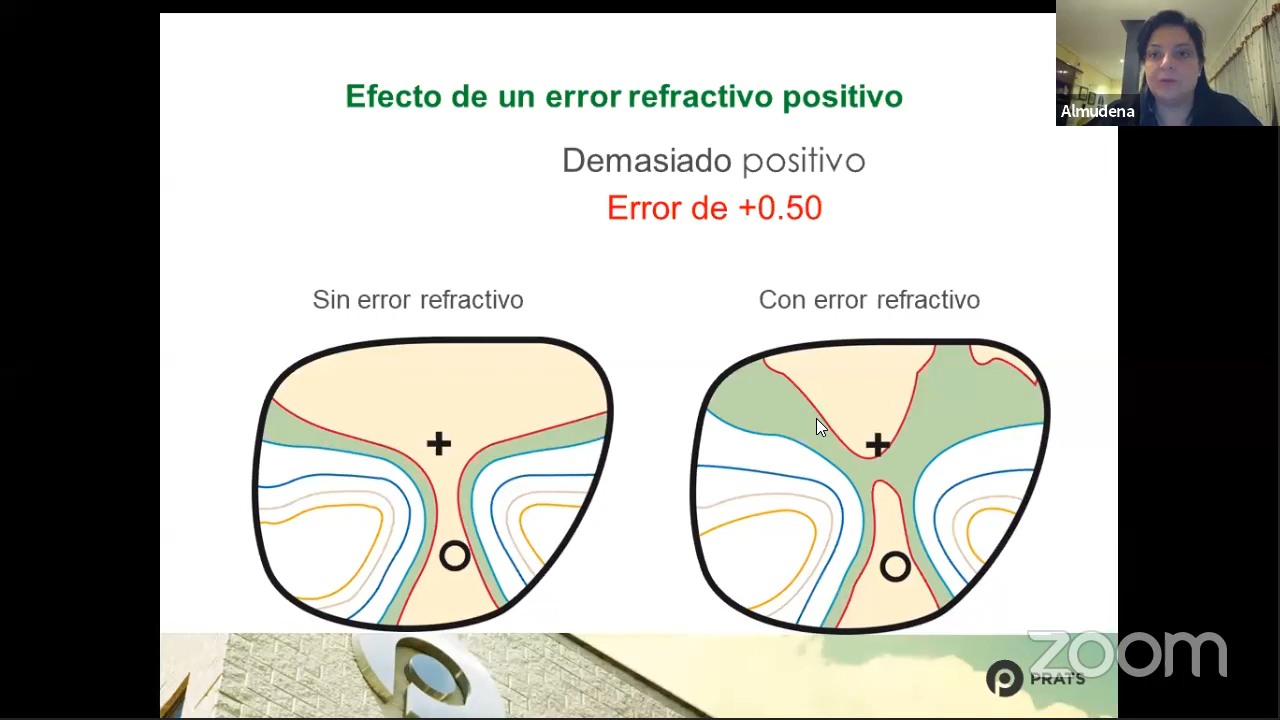 Efecto de un error refractivo positivo
Almudena
Demasiado positivo
Error de +0.50
Sin error refractivo
Con error refractivo
zoom
PRATS